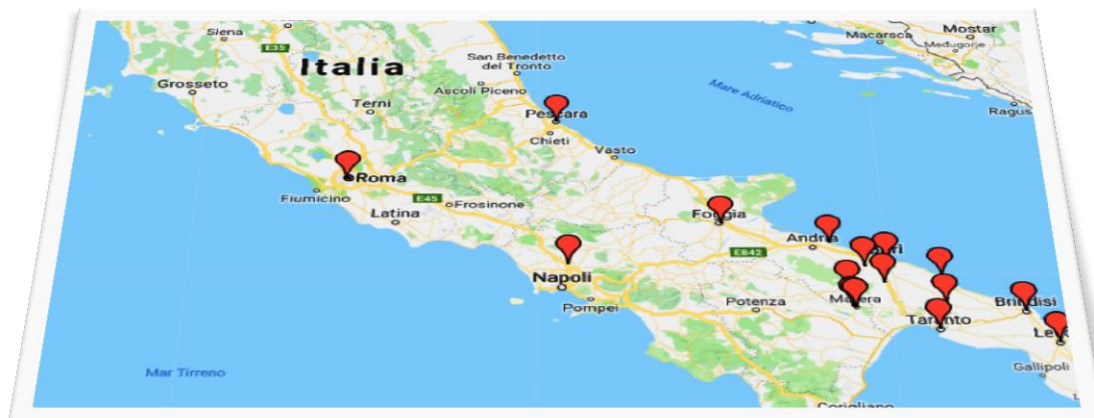 Siena
E35
Italia
San Benedetto
del Tronto
Macarsca
Mostar
Medugorje
Grosseto
Terni
Ascoli Piceno
Mare Adriatico
Pescara
Chieti
Vasto
Roma
Fiumicino
E45
Frosinone
Latina
Foggia
Andria
E842
Napoli
Pompei
Potenza
Matera
Taranto
Brindisi
Mar Tirreno
Gallipoli